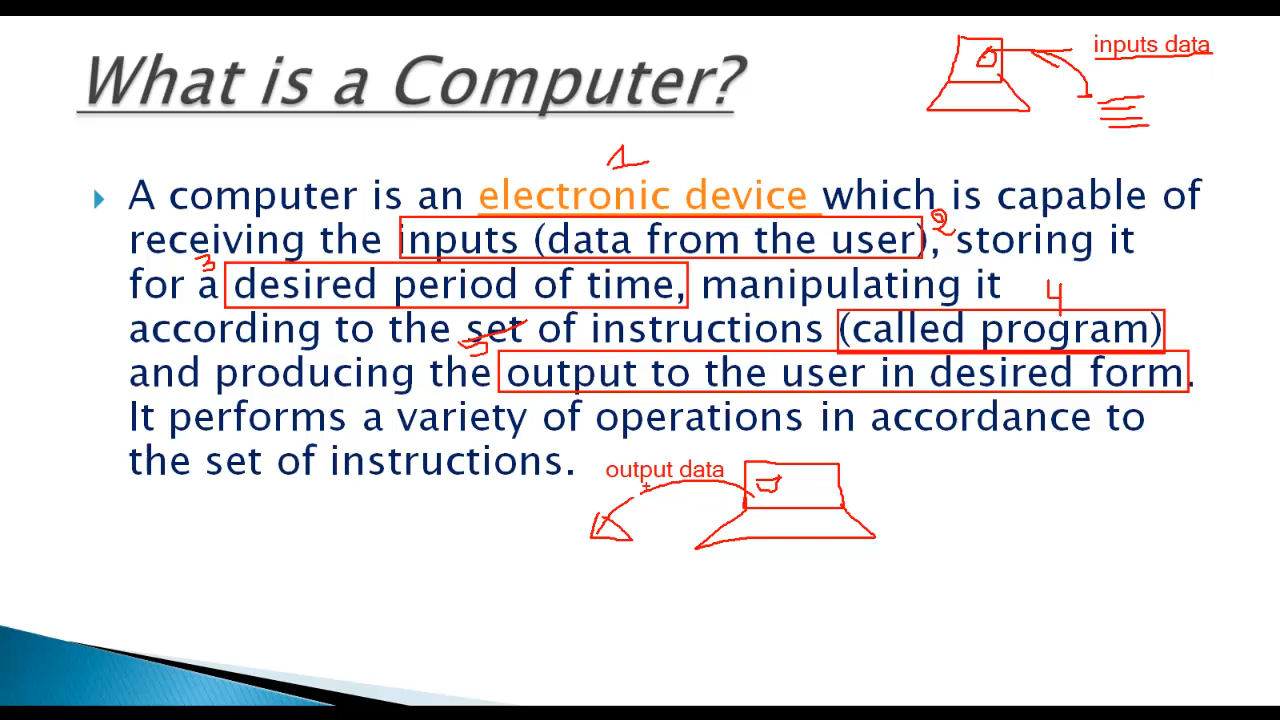 What is a Computer?
inputs data
1
A computer is an electronic device which is capable of
2
receiving the inputs (data from the user), storing it
3
for a desired period of time, manipulating it
4
according to the set of instructions (called program)
5
and producing the output to the user in desired form.
It performs a variety of operations in accordance to
the set of instructions.
output data